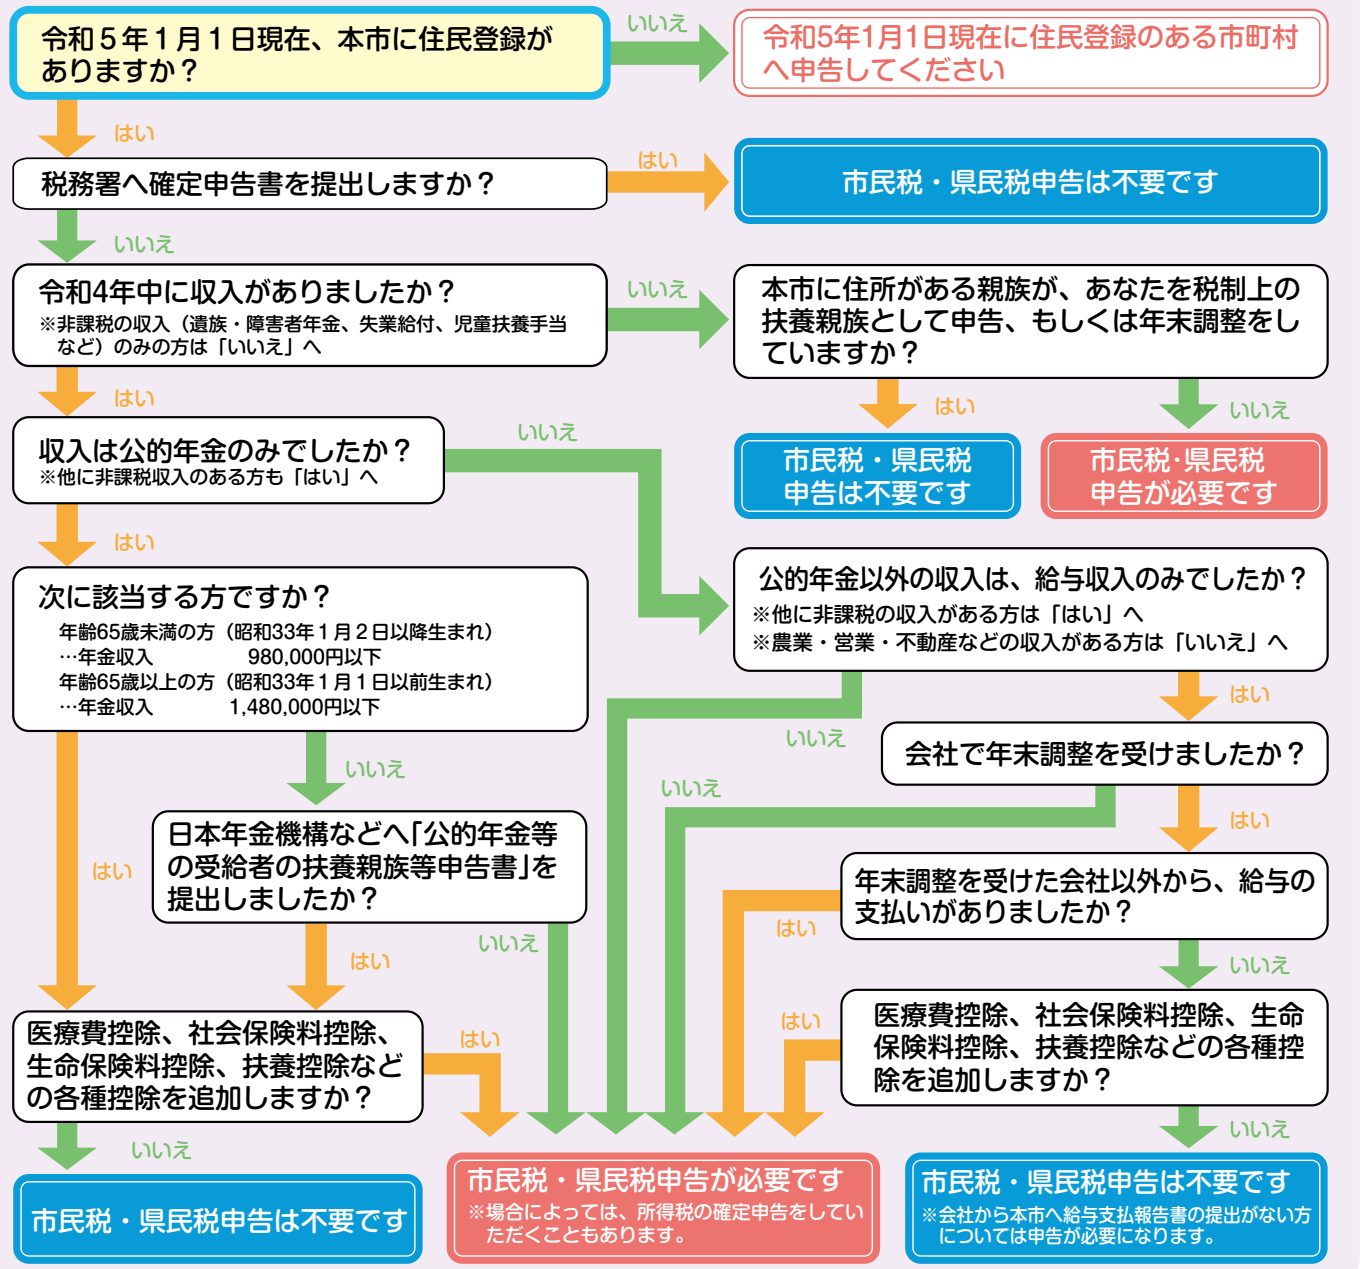 令和５年１月１日現在、本市に住民登録が
ありますか？
いいえ
令和5年1月1日現在に住民登録のある市町村
へ申告してください
はい
税務署へ確定申告書を提出しますか？
はい
市民税・県民税申告は不要です
いいえ
令和4年中に収入がありましたか？
※非課税の収入（遺族・障害者年金、失業給付、児童扶養手当
など）のみの方は「いいえ」へ
いいえ
本市に住所がある親族が、あなたを税制上の
扶養親族として申告、もしくは年末調整をし
ていますか？
はい
はい
いいえ
市民税・県民税
申告は不要です
市民税･県民税
申告が必要です
収入は公的年金のみでしたか？
※他に非課税収入のある方も「はい」へ
いいえ
はい
次に該当する方ですか？
年齢65歳未満の方（昭和33年１月２日以降生まれ）
…年金収入　980,000円以下
年齢65歳以上の方（昭和33年１月１日以前生まれ）
…年金収入　1,480,000円以下
公的年金以外の収入は、給与収入のみでしたか？
※他に非課税の収入がある方は「はい」へ
※農業・営業・不動産などの収入がある方は「いいえ」へ
いいえ
はい
会社で年末調整を受けましたか？
いいえ
はい
いいえ
はい
日本年金機構などへ｢公的年金等
の受給者の扶養親族等申告書｣を
提出しましたか？
いいえ
はい
年末調整を受けた会社以外から、給与の
支払いがありましたか？
はい
いいえ
医療費控除、社会保険料控除、
生命保険料控除、扶養控除など
の各種控除を追加しますか？
はい
いいえ
医療費控除、社会保険料控除、生命
保険料控除、扶養控除などの各種控
除を追加しますか？
はい
いいえ
市民税・県民税申告は不要です
市民税・県民税申告が必要です
※場合によっては、所得税の確定申告をしてい
ただくこともあります。
市民税・県民税申告は不要です
※会社から本市へ給与支払報告書の提出がない方
については申告が必要になります。